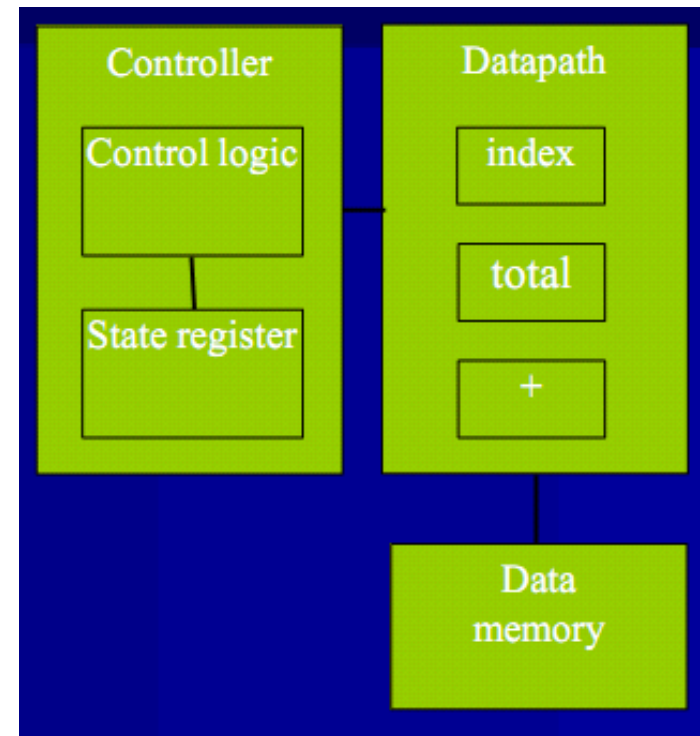 Controller
Control logic
State register
Datapath
index
total
+
Data
memory